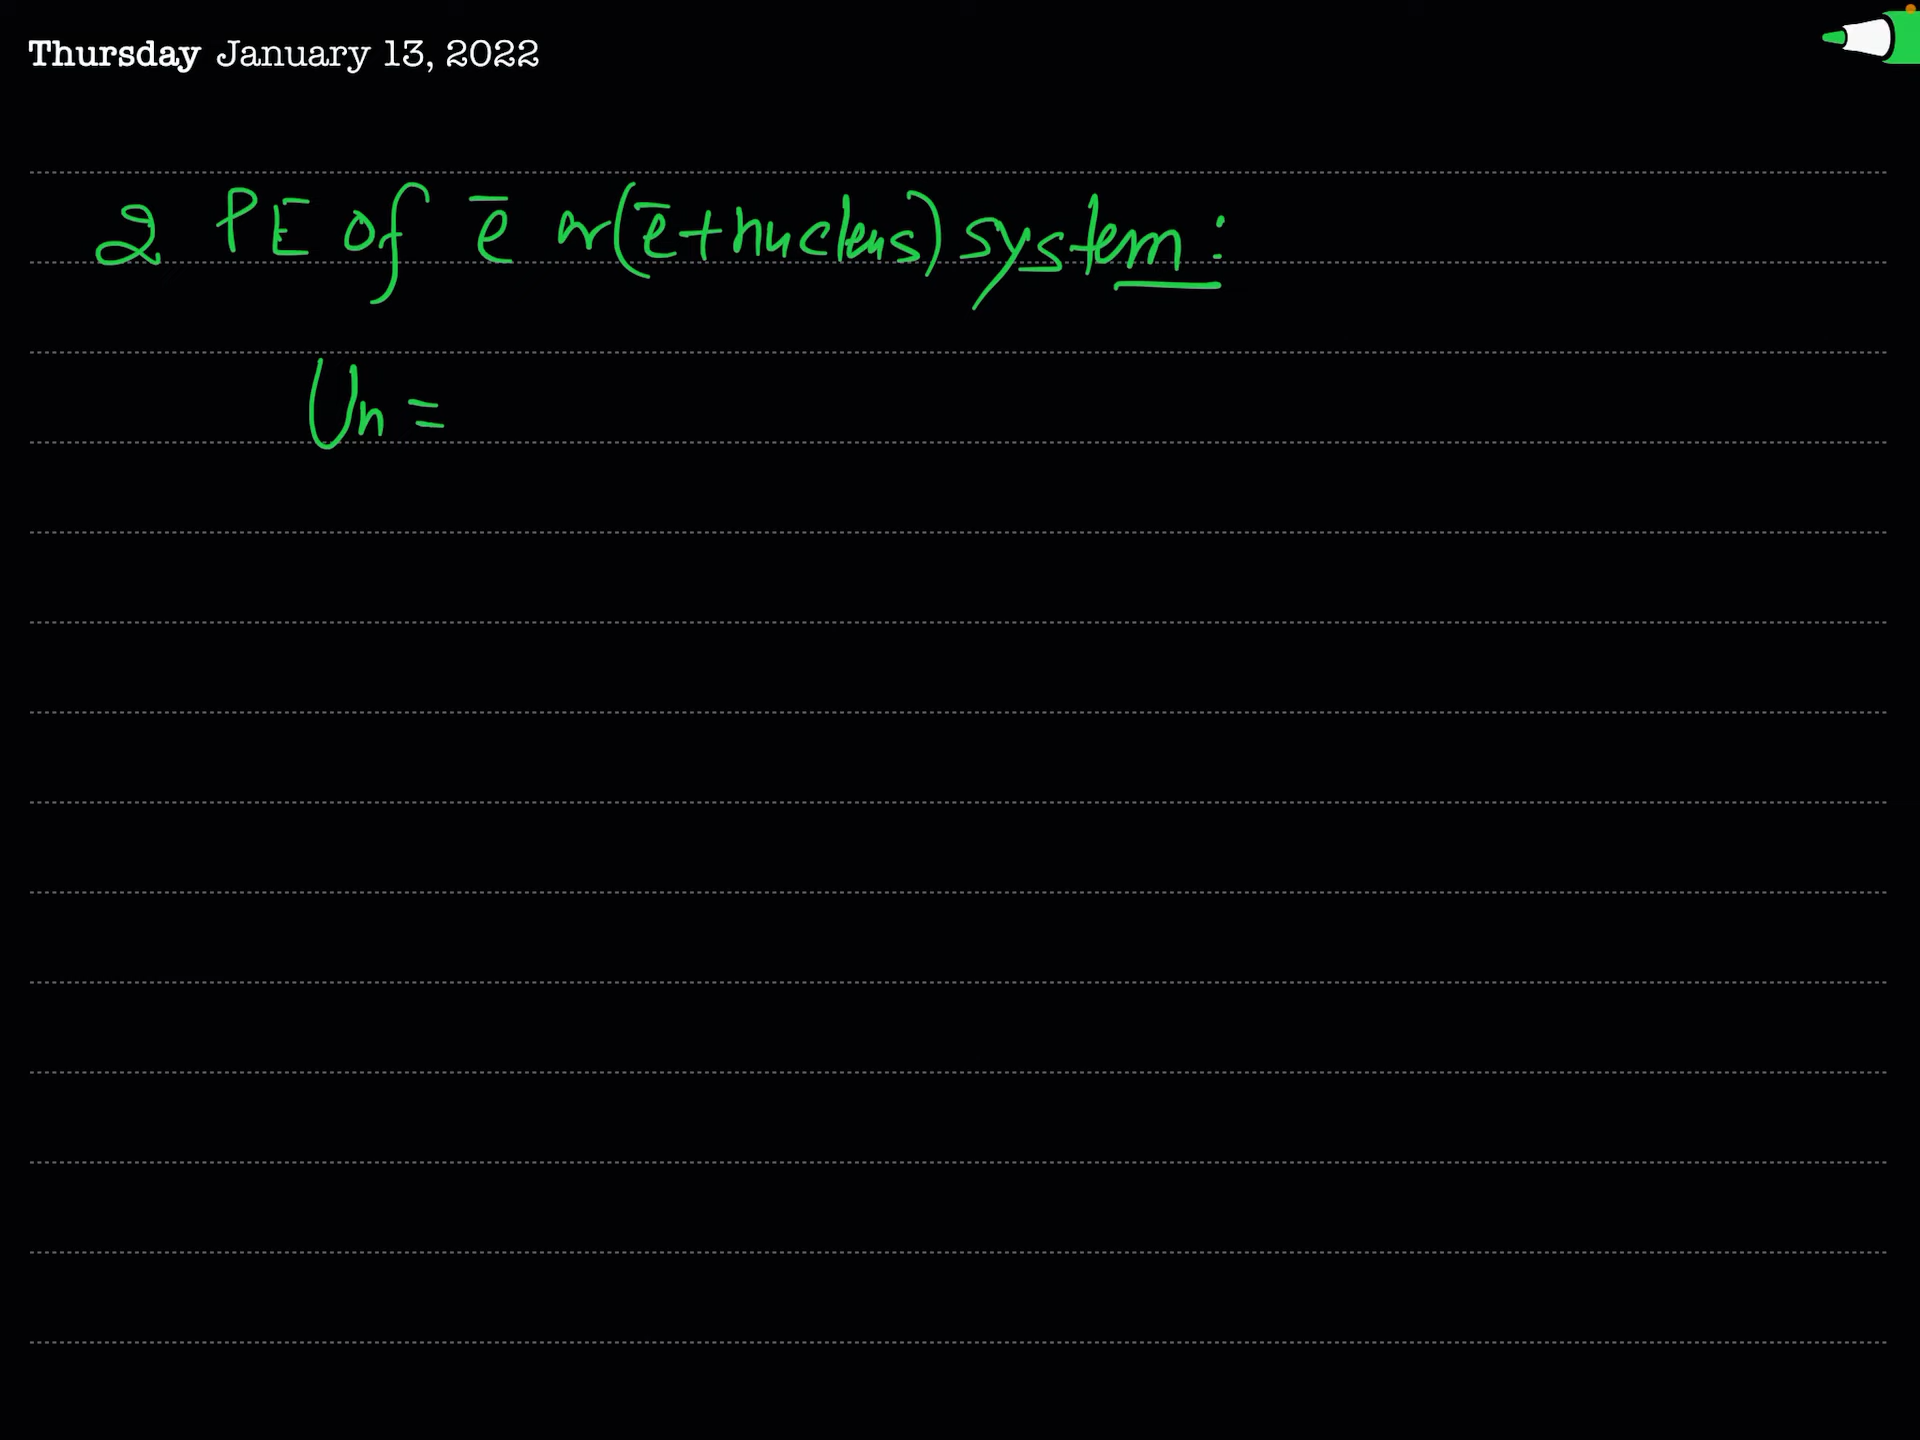 Thursday January 13, 2022
2 PE of e̅ or (e̅+nucleus) system:
Un =